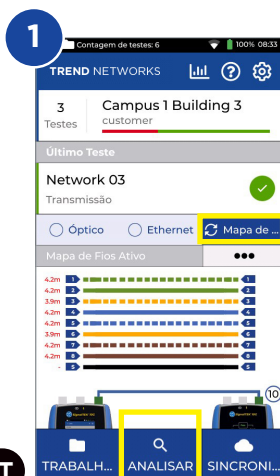 1
Contagem de testes: 6 100% 08:33
TREND NETWORKS
3 Campus 1 Building 3
Testes customer
Último Teste
Network 03
Transmissão
Óptico Ethernet Mapa de ...
Mapa de Fios Ativo
4.2m 1 1
4.2m 2 2
3.9m 3 3
4.2m 4 4
4.2m 5 5
3.9m 6 6
4.2m 7 7
4.2m 8 8
- S S
10
TRABALH... ANALISAR SINCRONI...
T